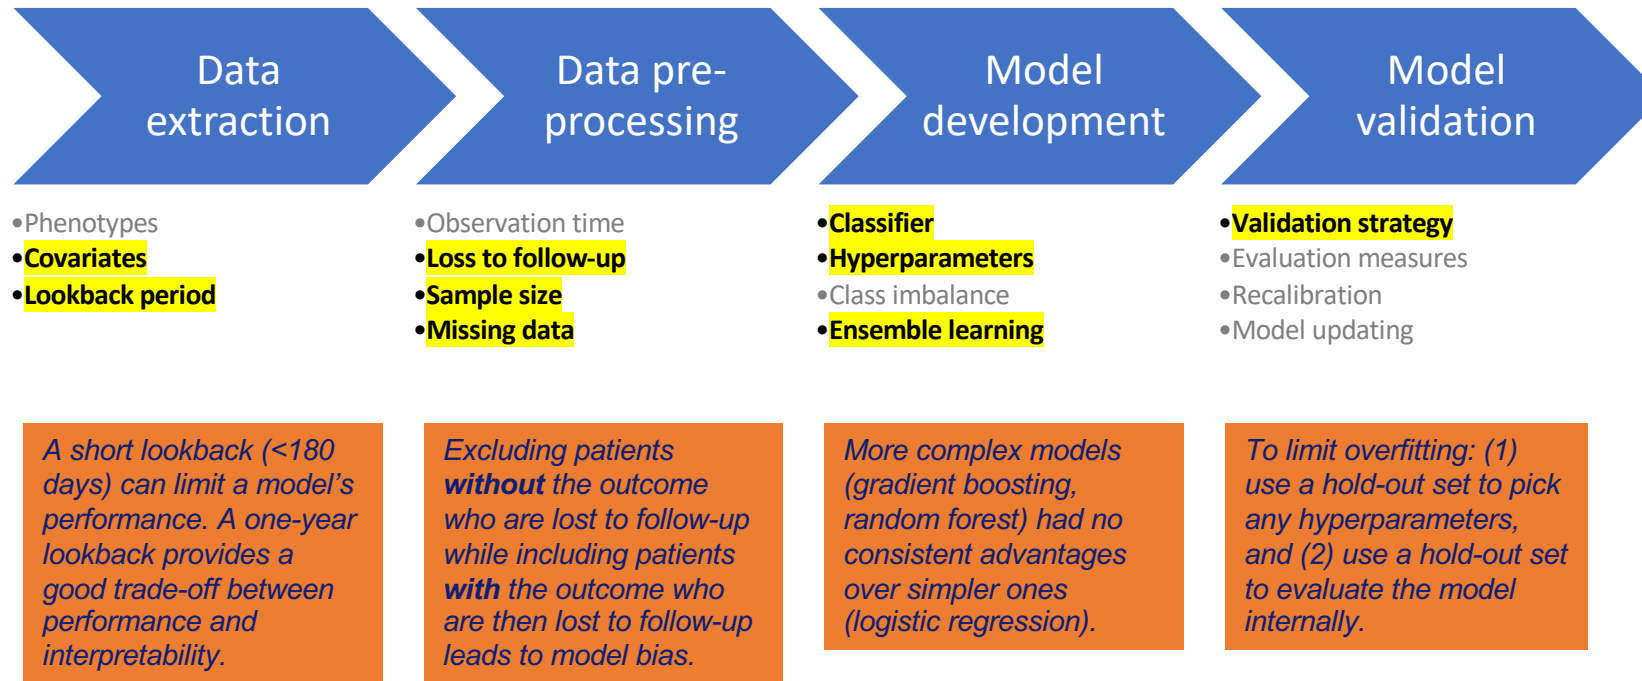 Data
extraction
Data pre-
processing
Model
development
Model
validation
•Phenotypes
•Covariates
•Lookback period
•Observation time
•Loss to follow-up
•Sample size
•Missing data
•Classifier
•Hyperparameters
•Class imbalance
•Ensemble learning
•Validation strategy
•Evaluation measures
•Recalibration
•Model updating
A short lookback (<180
days) can limit a model’s
performance. A one-year
lookback provides a
good trade-off between
performance and
interpretability.
Excluding patients
without the outcome
who are lost to follow-up
while including patients
with the outcome who
are then lost to follow-up
leads to model bias.
More complex models
(gradient boosting,
random forest) had no
consistent advantages
over simpler ones
(logistic regression).
To limit overfitting: (1)
use a hold-out set to pick
any hyperparameters,
and (2) use a hold-out set
to evaluate the model
internally.